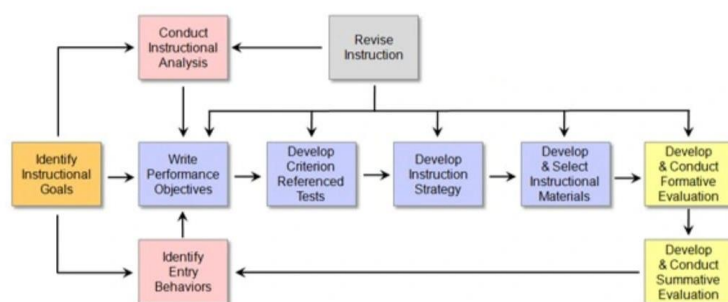 Conduct
Instructional
Analysis
Revise
Instruction
Identify
Instructional
Goals
Write
Performance
Objectives
Develop
Criterion
Referenced
Tests
Develop
Instruction
Strategy
Develop
& Select
Instructional
Materials
Develop
& Conduct
Formative
Evaluation
Identify
Entry
Behaviors
Develop
& Conduct
Summative
Evaluation